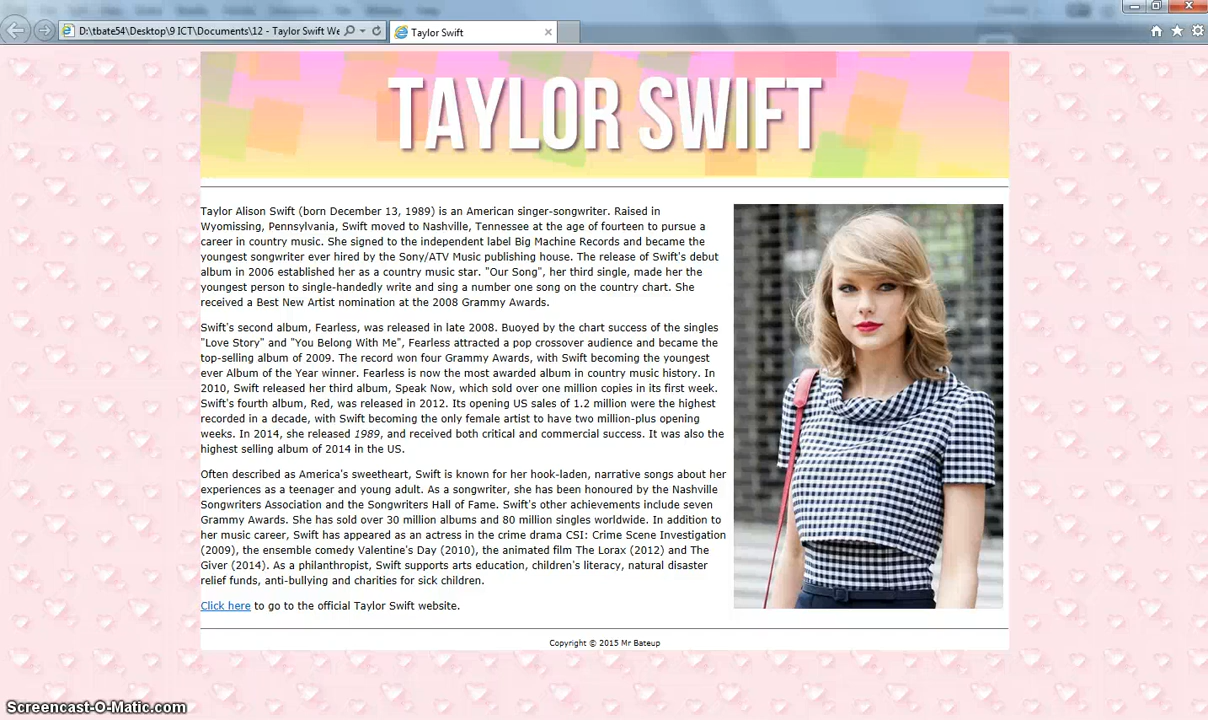 D:\tbate54\Desktop\9 ICT\Documents\12 - Taylor Swift We
Taylor Swift
TAYLOR SWIFT
Taylor Alison Swift (born December 13, 1989) is an American singer-songwriter. Raised in
Wyomissing, Pennsylvania, Swift moved to Nashville, Tennessee at the age of fourteen to pursue a
career in country music. She signed to the independent label Big Machine Records and became the
youngest songwriter ever hired by the Sony/ATV Music publishing house. The release of Swift's debut
album in 2006 established her as a country music star. "Our Song", her third single, made her the
youngest person to single-handedly write and sing a number one song on the country chart. She
received a Best New Artist nomination at the 2008 Grammy Awards.
Swift's second album, Fearless, was released in late 2008. Buoyed by the chart success of the singles
"Love Story" and "You Belong With Me", Fearless attracted a pop crossover audience and became the
top-selling album of 2009. The record won four Grammy Awards, with Swift becoming the youngest
ever Album of the Year winner. Fearless is now the most awarded album in country music history. In
2010, Swift released her third album, Speak Now, which sold over one million copies in its first week.
Swift's fourth album, Red, was released in 2012. Its opening US sales of 1.2 million were the highest
recorded in a decade, with Swift becoming the only female artist to have two million-plus opening
weeks. In 2014, she released 1989, and received both critical and commercial success. It was also the
highest selling album of 2014 in the US.
Often described as America's sweetheart, Swift is known for her hook-laden, narrative songs about her
experiences as a teenager and young adult. As a songwriter, she has been honoured by the Nashville
Songwriters Association and the Songwriters Hall of Fame. Swift's other achievements include seven
Grammy Awards. She has sold over 30 million albums and 80 million singles worldwide. In addition to
her music career, Swift has appeared as an actress in the crime drama CSI: Crime Scene Investigation
(2009), the ensemble comedy Valentine's Day (2010), the animated film The Lorax (2012) and The
Giver (2014). As a philanthropist, Swift supports arts education, children's literacy, natural disaster
relief funds, anti-bullying and charities for sick children.
Click here to go to the official Taylor Swift website.
Copyright © 2015 Mr Bateup
Screencast-O-Matic.com